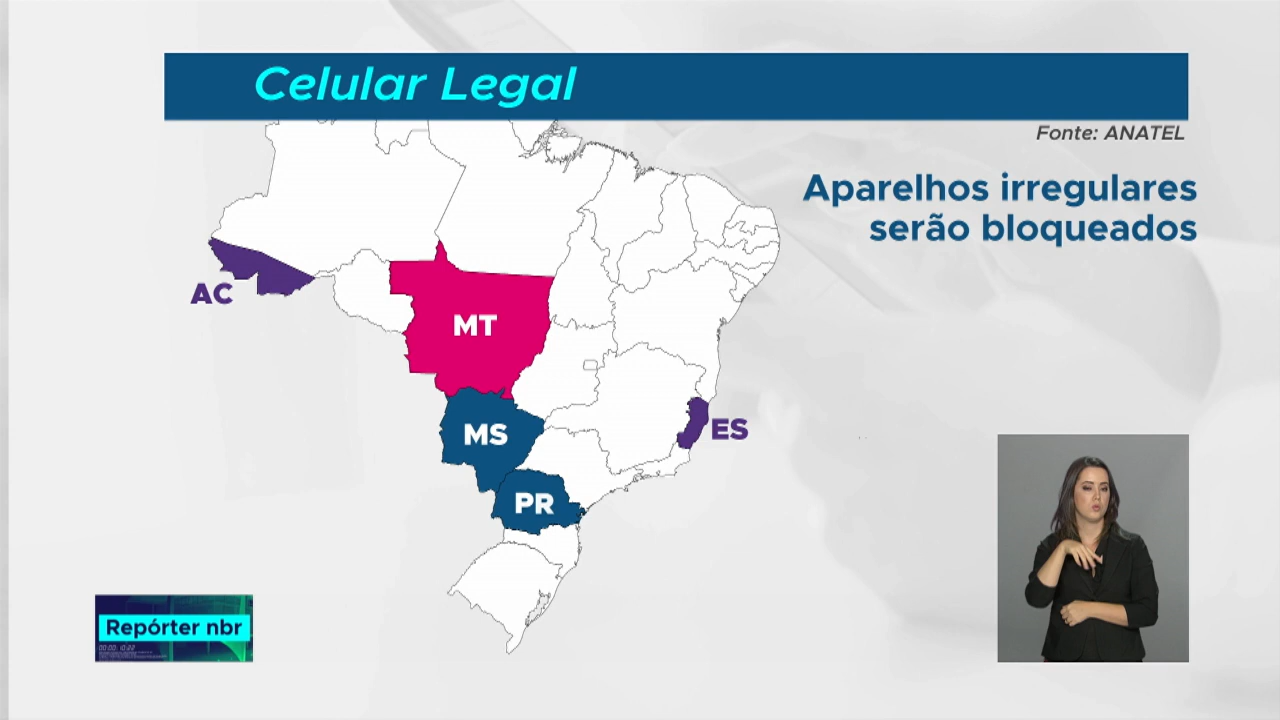 Celular Legal
Fonte: ANATEL
Aparelhos irregulares
serão bloqueados
AC
MT
MS
ES
PR
Repórter nbr